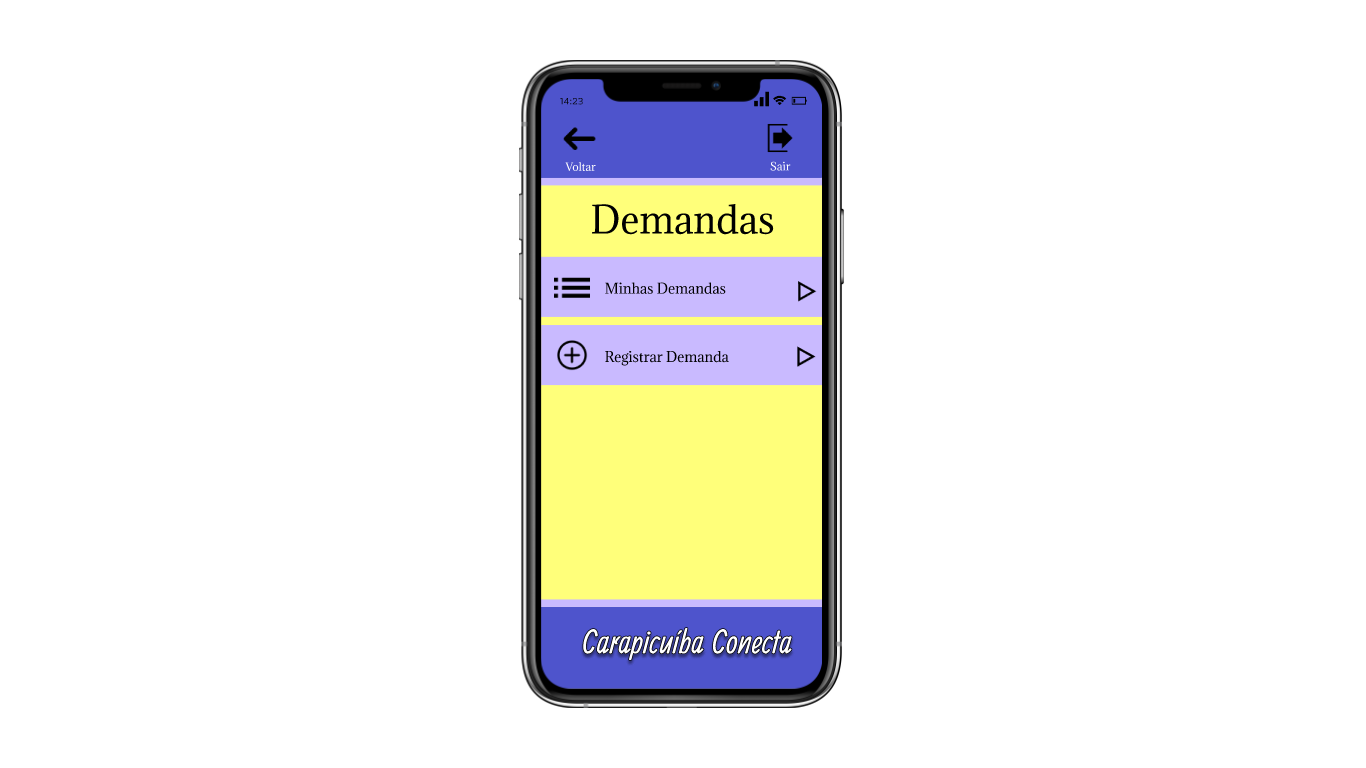 14:23
Voltar
Sair
Demandas
Minhas Demandas
Registrar Demanda
Carapicuíba Conecta